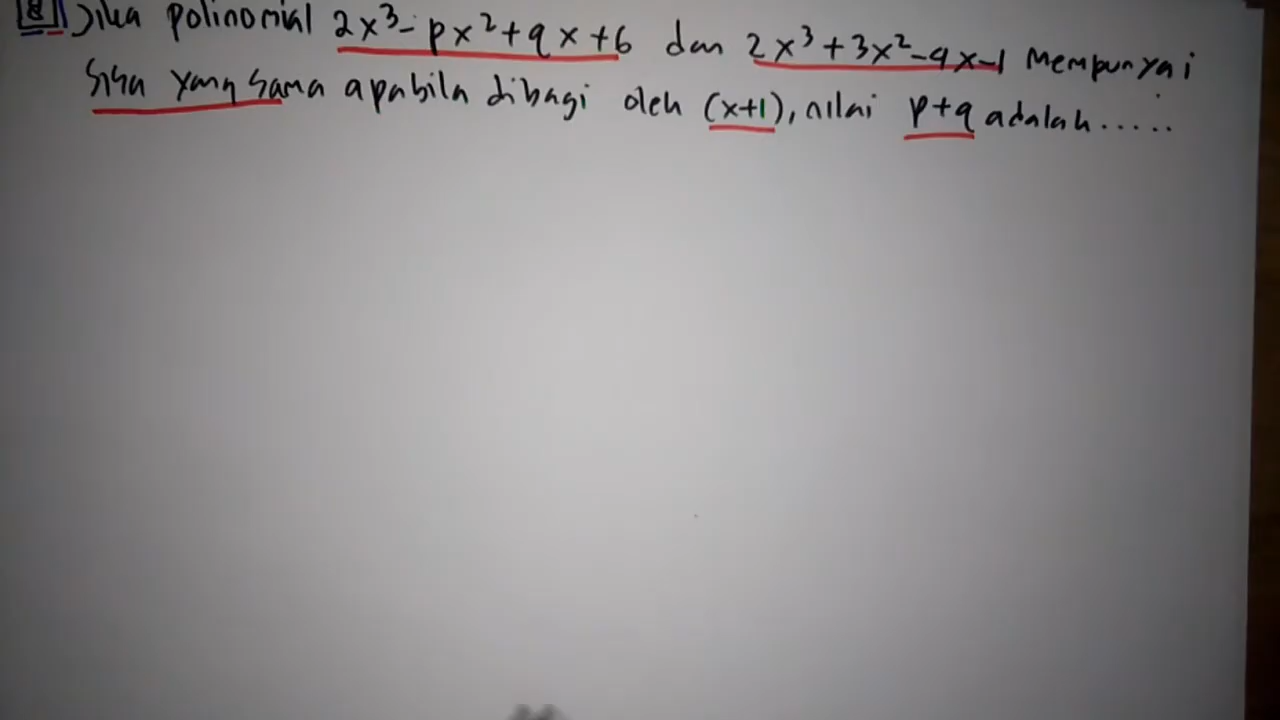 8 Jika polinomial 2x³ - px² + qx + 6 dan 2x³ + 3x² - 9x - 1 mempunyai
sisa yang sama apabila dibagi oleh (x+1), nilai p+q adalah.....